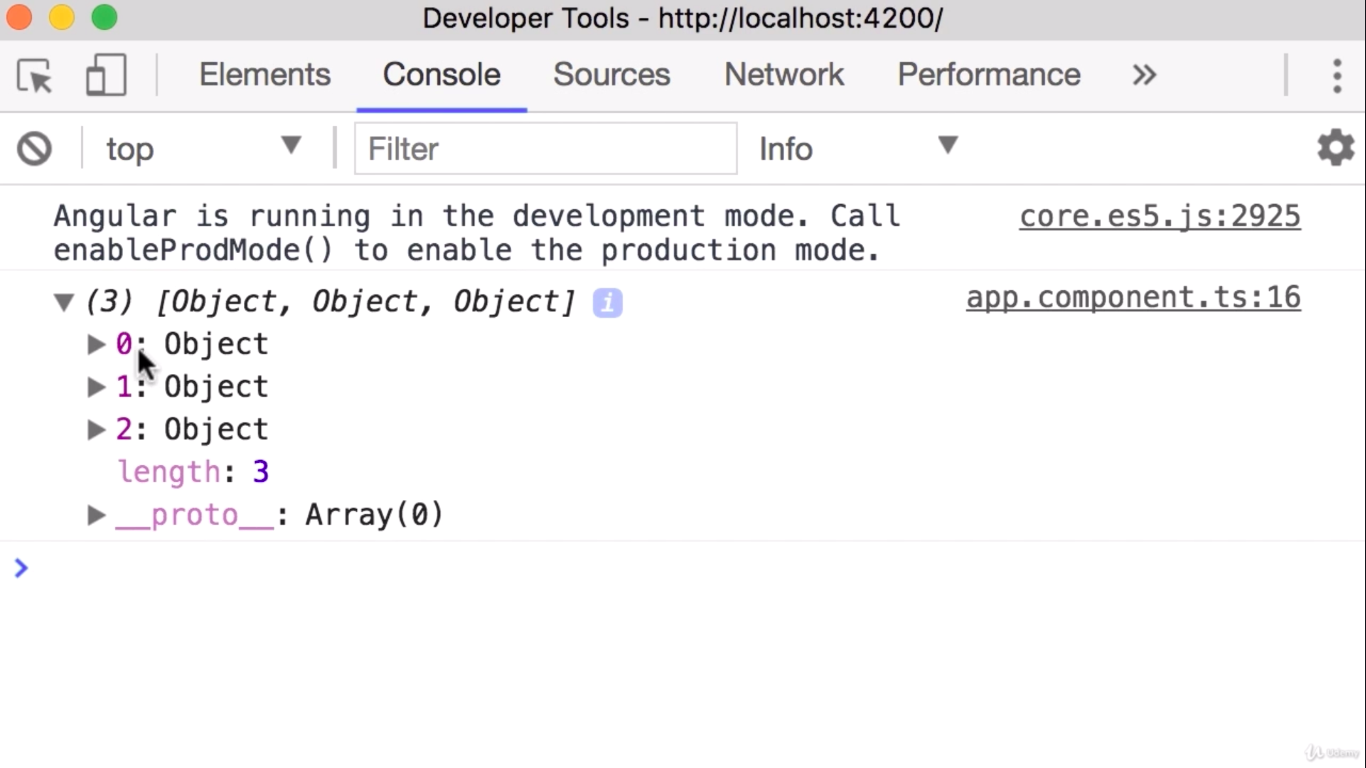 Developer Tools - http://localhost:4200/
Elements Console Sources Network Performance »
top Filter Info
Angular is running in the development mode. Call core.es5.js:2925
enableProdMode() to enable the production mode.
(3) [Object, Object, Object] i app.component.ts:16
0: Object
1: Object
2: Object
length: 3
__proto__: Array(0)
>
Udemy